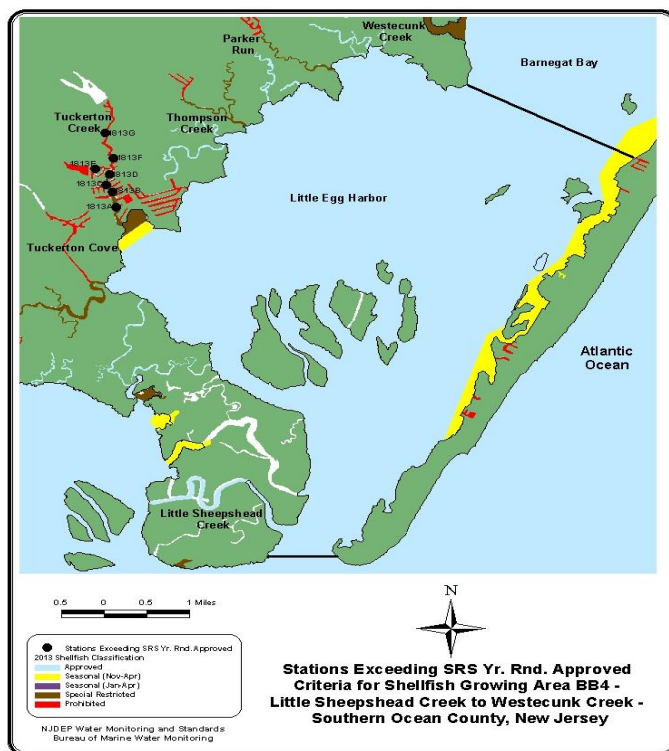 Westecunk
Creek
Parker
Run
Barnegat Bay
Tuckerton
Creek
Thompson
Creek
1813G
1813F
1813E
1813D
1813C
1813B
1813A
Little Egg Harbor
Tuckerton Cove
Atlantic
Ocean
Little Sheepshead
Creek
0.5 0 0.5 1 Miles
N
Stations Exceeding SRS Yr. Rnd. Approved
2013 Shellfish Classification
Approved
Seasonal (Nov-Apr)
Seasonal (Jan-Apr)
Special Restricted
Prohibited
NJDEP Water Monitoring and Standards
Bureau of Marine Water Monitoring
Stations Exceeding SRS Yr. Rnd. Approved
Criteria for Shellfish Growing Area BB4 -
Little Sheepshead Creek to Westecunk Creek -
Southern Ocean County, New Jersey